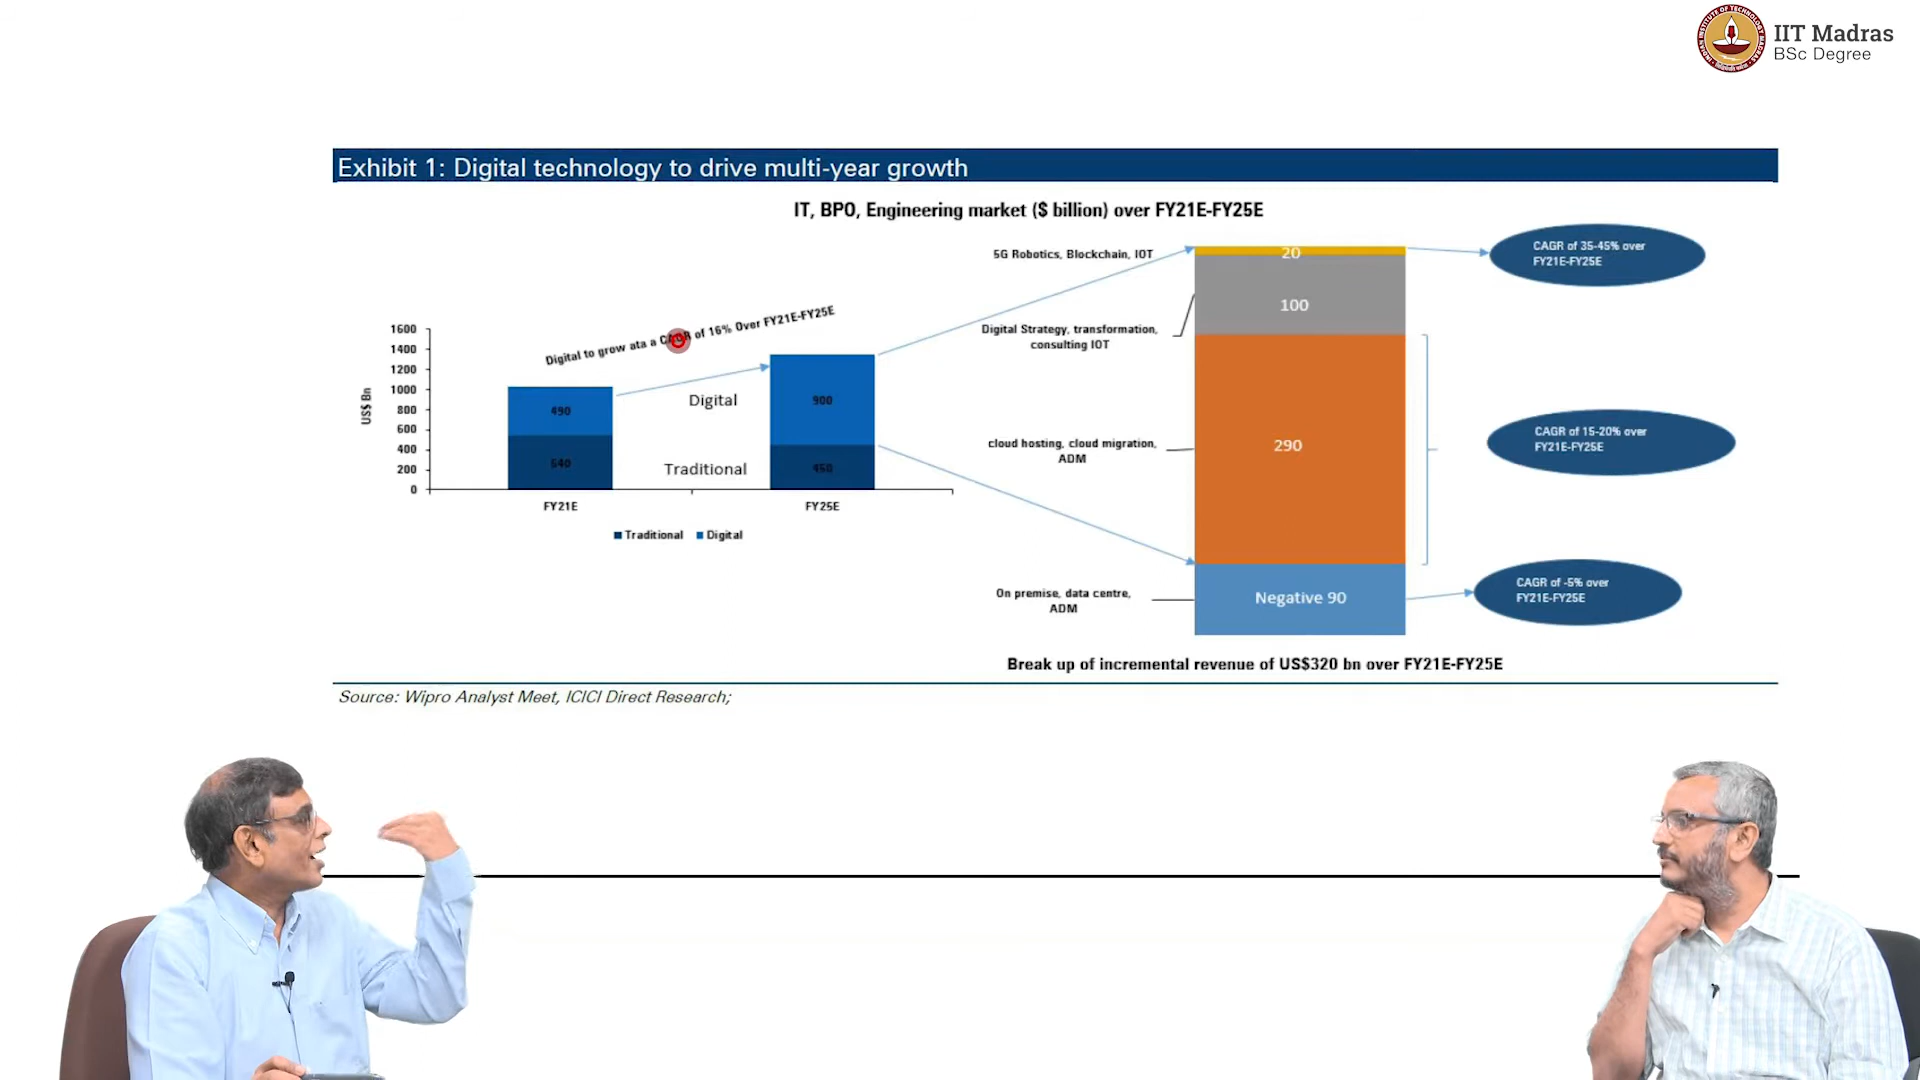 IIT Madras
BSc Degree
Exhibit 1: Digital technology to drive multi-year growth
IT, BPO, Engineering market ($ billion) over FY21E-FY25E
Digital to grow ata a CAGR of 16% Over FY21E-FY25E
US$ Bn
1600
1400
1200
1000
800
600
400
200
0
490
540
Digital
Traditional
900
450
FY21E
FY25E
Traditional
Digital
5G Robotics, Blockchain, IOT
Digital Strategy, transformation,
consulting IOT
cloud hosting, cloud migration,
ADM
On premise, data centre,
ADM
20
100
290
Negative 90
CAGR of 35-45% over
FY21E-FY25E
CAGR of 15-20% over
FY21E-FY25E
CAGR of -5% over
FY21E-FY25E
Break up of incremental revenue of US$320 bn over FY21E-FY25E
Source: Wipro Analyst Meet, ICICI Direct Research;